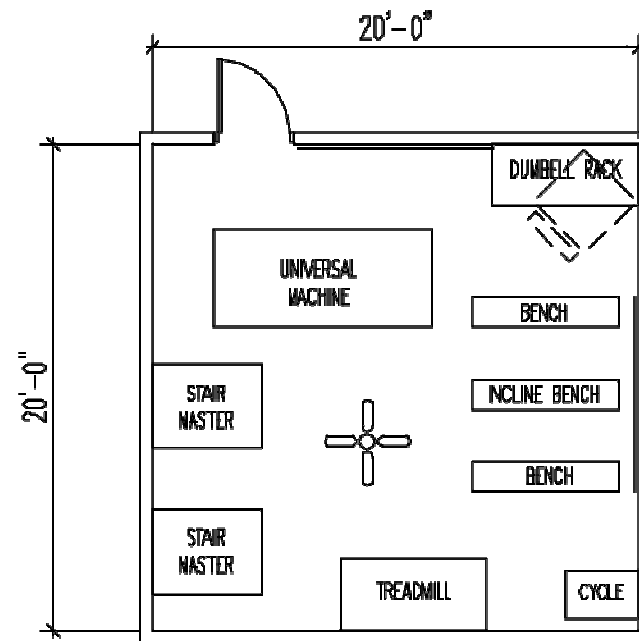 20'-0"
DUMBELL RACK
UNIVERSAL
MACHINE
BENCH
20'-0"
STAIR
MASTER
INCLINE BENCH
BENCH
STAIR
MASTER
TREADMILL
CYCLE